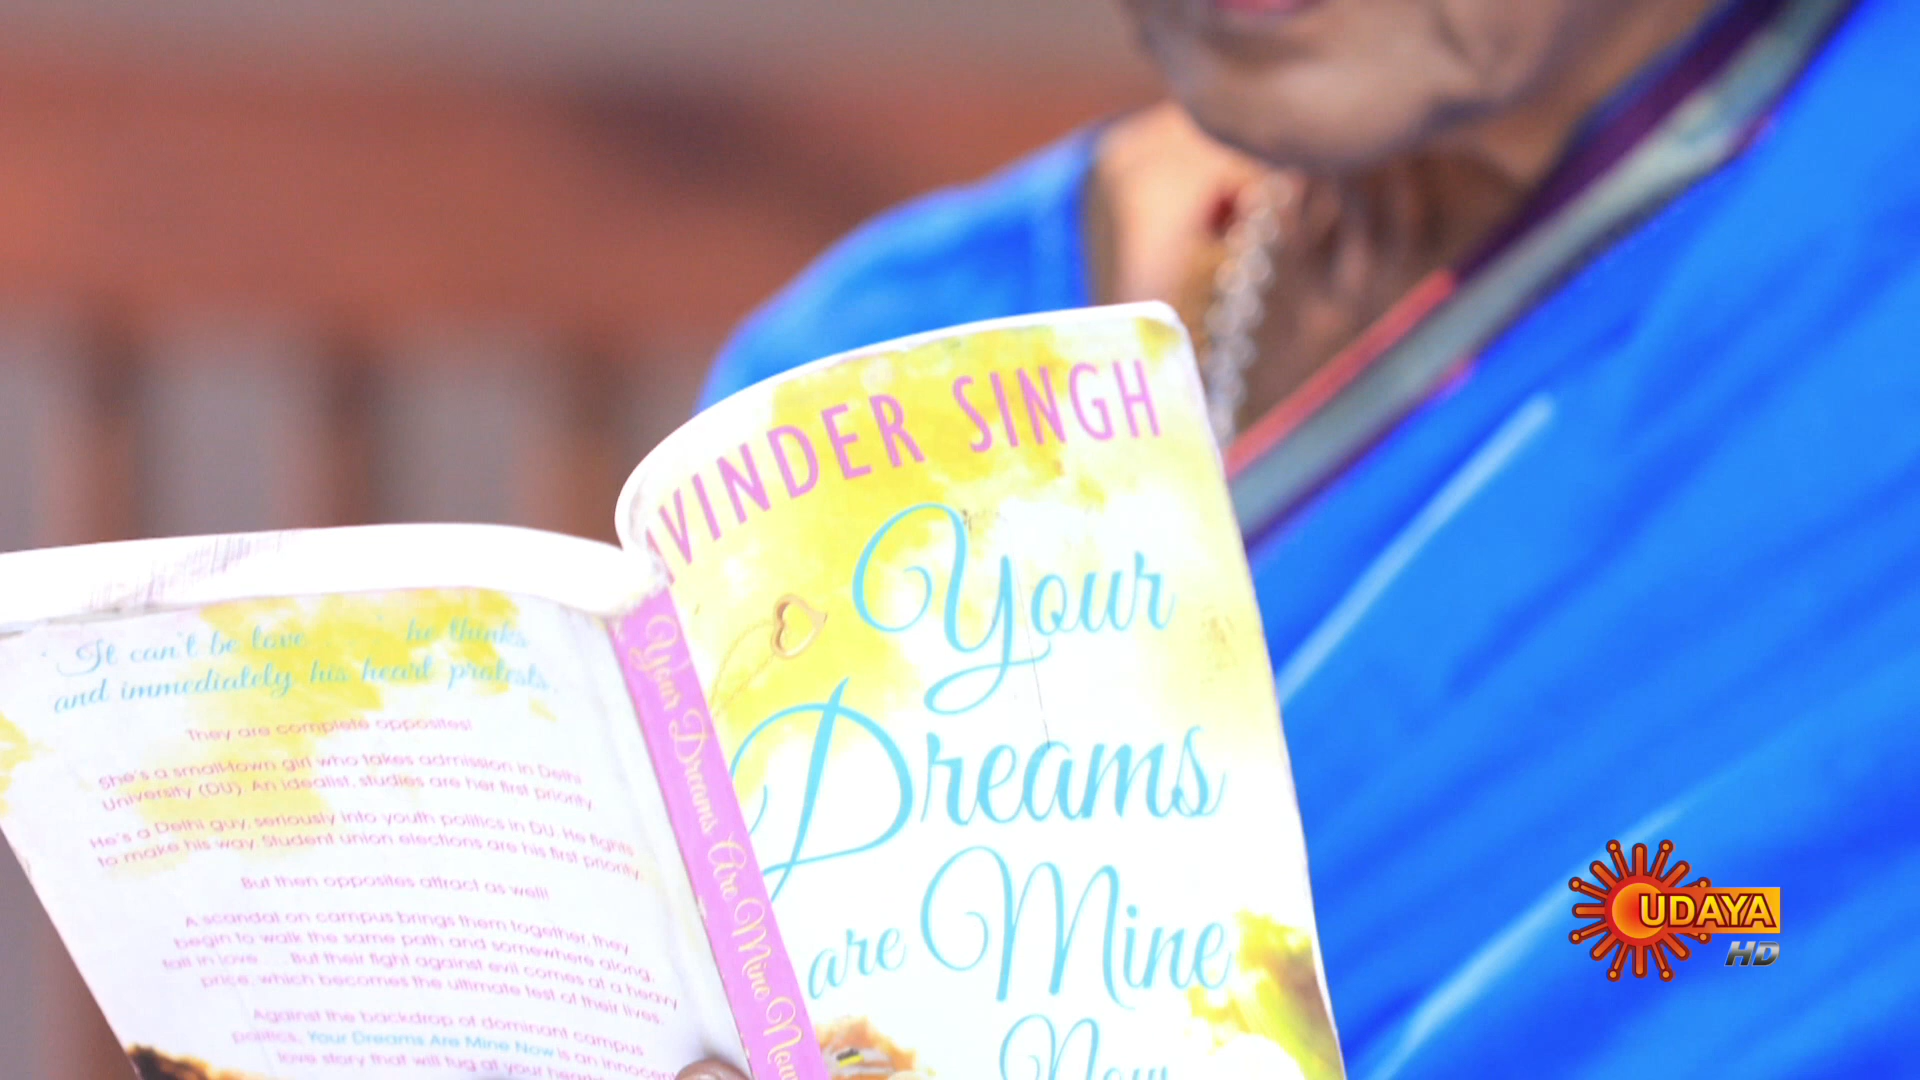 AVINDER SINGH
Your
Dreams
are Mine
Now
Your Dreams Are Mine Now
'It can't be love . . . . .' he thinks
and immediately his heart protests.
They are complete opposites!
She's a small-town girl who takes admission in Delhi
University (DU). An idealist, studies are her first priority.
He's a Delhi guy, seriously into youth politics in DU. He fights
to make his way. Student union elections are his first priority.
But then opposites attract as well!
A scandal on campus brings them together, they
begin to walk the same path and somewhere along,
fall in love . . . But their fight against evil comes at a heavy
price, which becomes the ultimate test of their lives.
Against the backdrop of dominant campus
politics, Your Dreams Are Mine Now is an innocent
love story that will tug at your
UDAYA
HD